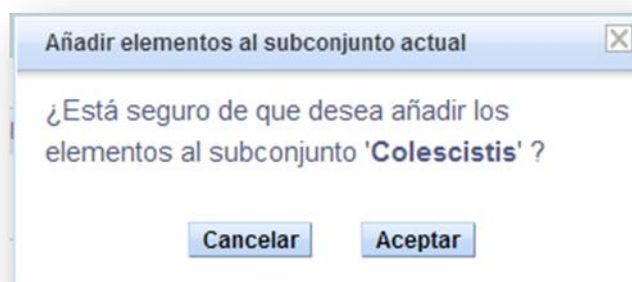 Añadir elementos al subconjunto actual
¿Está seguro de que desea añadir los
elementos al subconjunto 'Colescistis' ?
Cancelar Aceptar